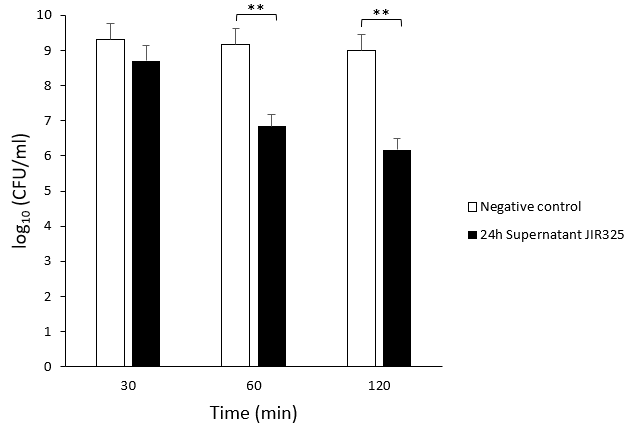 10
9
8
7
6
5
4
3
2
1
0
log10 (CFU/ml)
** **
30 60 120
Time (min)
Negative control
24h Supernatant JIR325